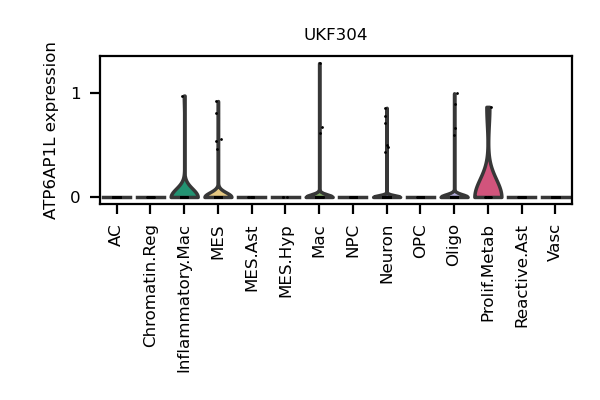 UKF304
ATP6AP1L expression
1
0
AC
Chromatin.Reg
Inflammatory.Mac
MES
MES.Ast
MES.Hyp
Mac
NPC
Neuron
OPC
Oligo
Prolif.Metab
Reactive.Ast
Vasc